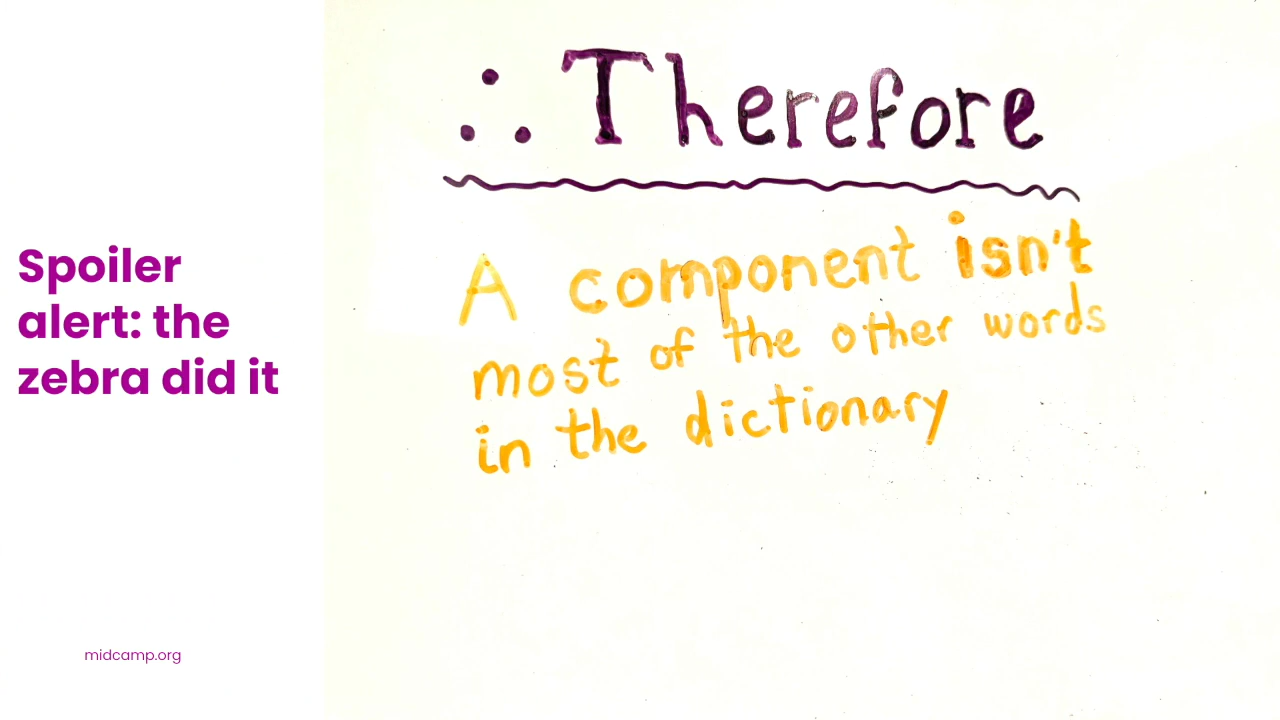 Spoiler
alert: the
zebra did it
midcamp.org
∴ Therefore
A component isn't
most of the other words
in the dictionary